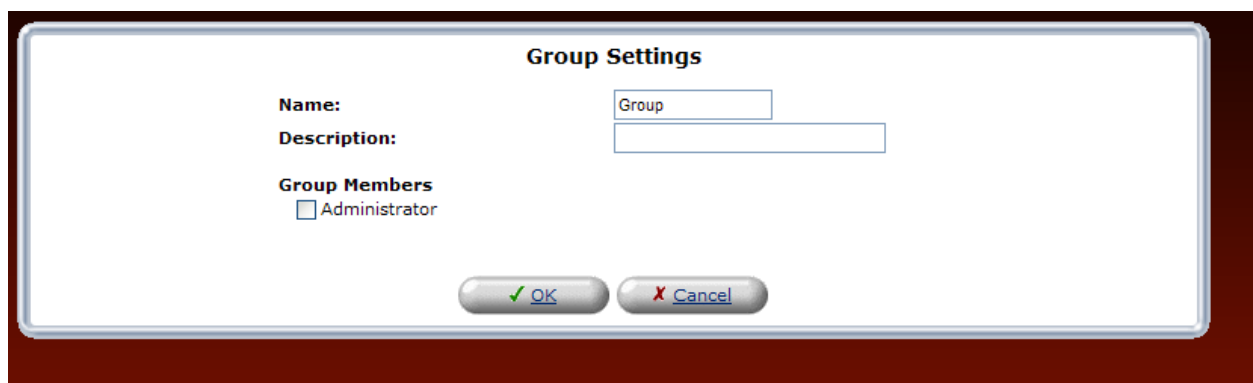 Group Settings
Name: Group
Description:
Group Members
Administrator
OK Cancel